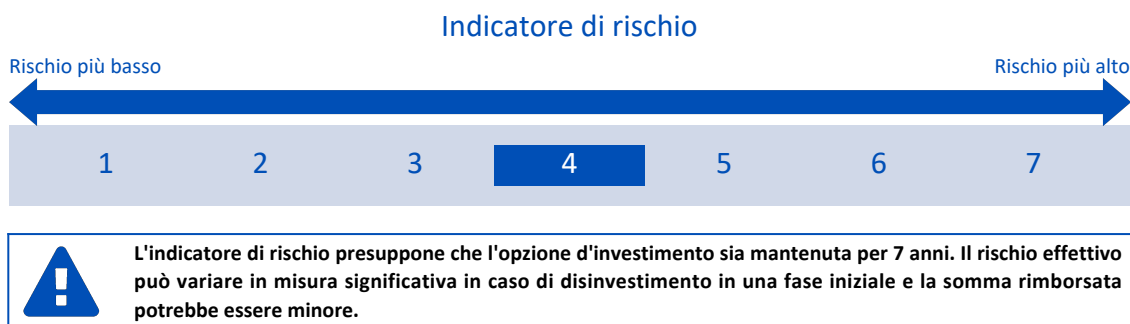 Indicatore di rischio
Rischio più basso
Rischio più alto
1 2 3 4 5 6 7
L'indicatore di rischio presuppone che l'opzione d'investimento sia mantenuta per 7 anni. Il rischio effettivo
può variare in misura significativa in caso di disinvestimento in una fase iniziale e la somma rimborsata
potrebbe essere minore.